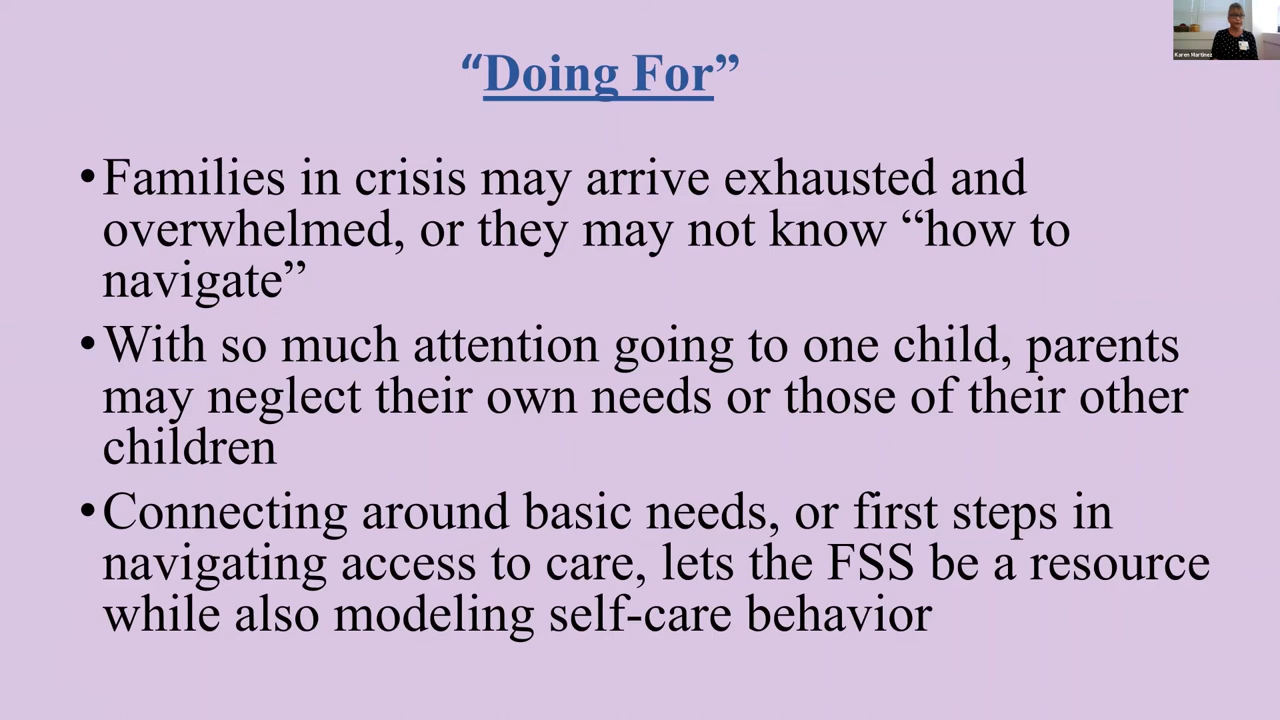 “Doing For”
•Families in crisis may arrive exhausted and
overwhelmed, or they may not know “how to
navigate”
•With so much attention going to one child, parents
may neglect their own needs or those of their other
children
•Connecting around basic needs, or first steps in
navigating access to care, lets the FSS be a resource
while also modeling self-care behavior
Karen Martinez